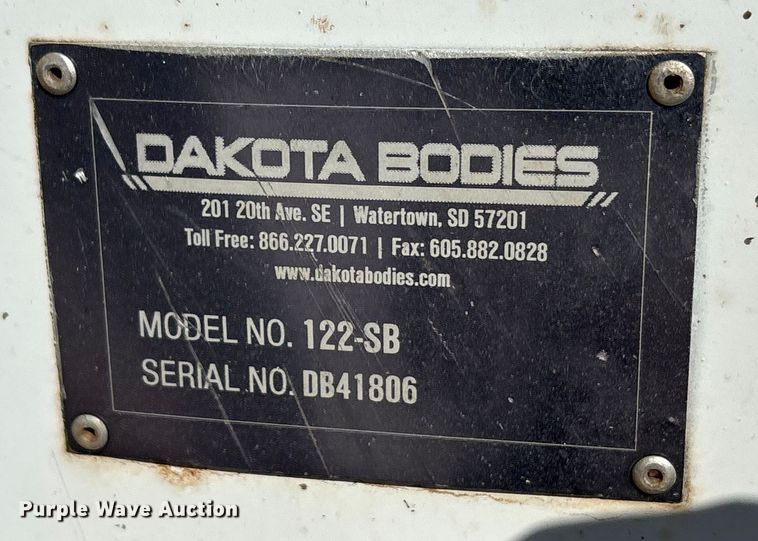 DAKOTA BODIES
201 20th Ave. SE | Watertown, SD 57201
Toll Free: 866.227.0071 | Fax: 605.882.0828
www.dakotabodies.com
MODEL NO. 122-SB
SERIAL NO. DB41806
Purple Wave Auction